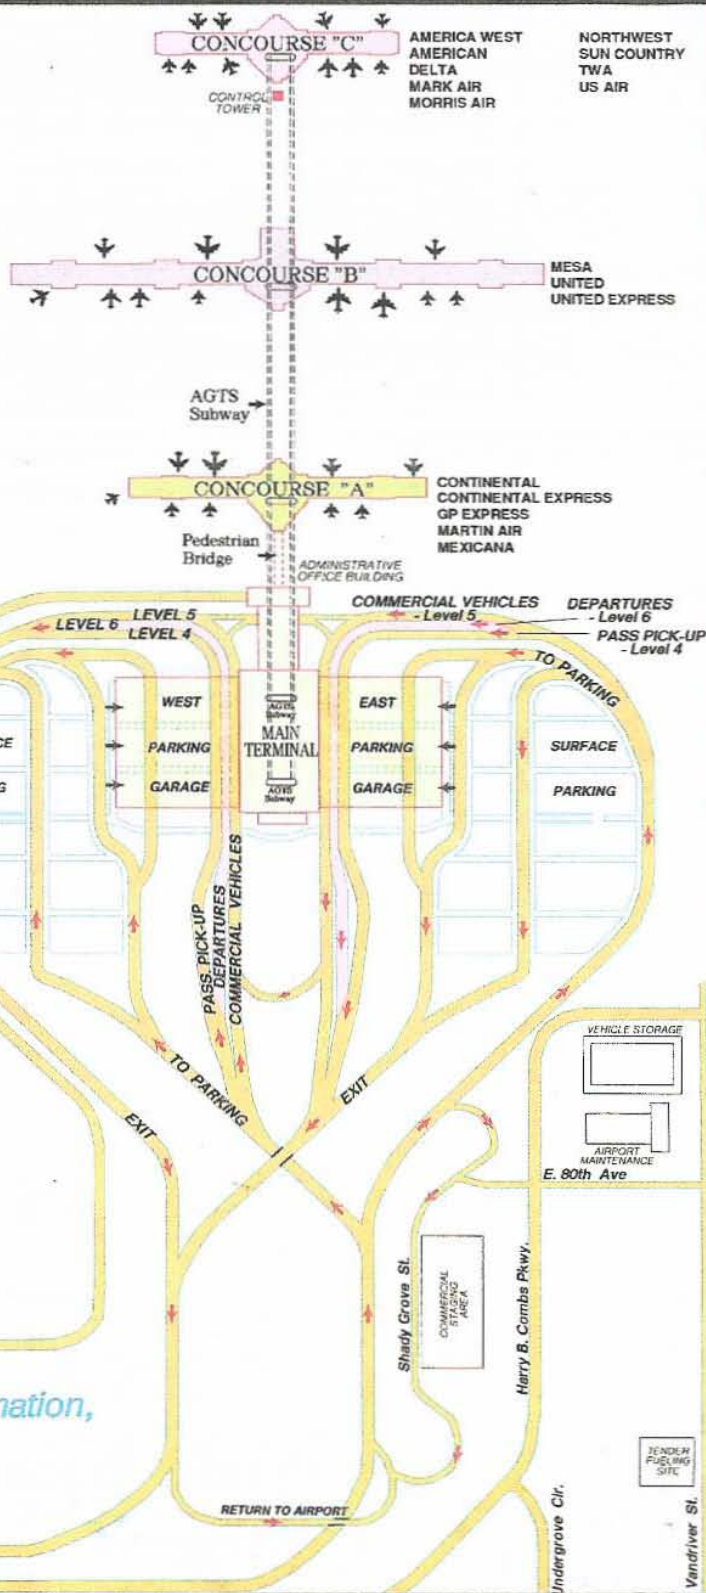 CONCOURSE "C"
AMERICA WEST
AMERICAN
DELTA
MARK AIR
MORRIS AIR
NORTHWEST
SUN COUNTRY
TWA
US AIR
CONTROL
TOWER
CONCOURSE "B"
MESA
UNITED
UNITED EXPRESS
AGTS
Subway
CONCOURSE "A"
CONTINENTAL
CONTINENTAL EXPRESS
GP EXPRESS
MARTIN AIR
MEXICANA
Pedestrian
Bridge
ADMINISTRATIVE
OFFICE BUILDING
COMMERCIAL VEHICLES
- Level 5
DEPARTURES
- Level 6
PASS PICK-UP
- Level 4
LEVEL 5
LEVEL 6
LEVEL 4
TO PARKING
WEST
PARKING
GARAGE
AGTS
Subway
MAIN
TERMINAL
AGTS
Subway
EAST
PARKING
GARAGE
SURFACE
PARKING
CE
G
PASS. PICK-UP
DEPARTURES
COMMERCIAL VEHICLES
TO PARKING
EXIT
EXIT
VEHICLE STORAGE
AIRPORT
MAINTENANCE
E. 80th Ave
Shady Grove St.
COMMERCIAL
STAGING
AREA
Harry B. Combs Pkwy.
nation,
TENDER
FUELING
SITE
RETURN TO AIRPORT
Undergrove Cir.
Vandriver St.